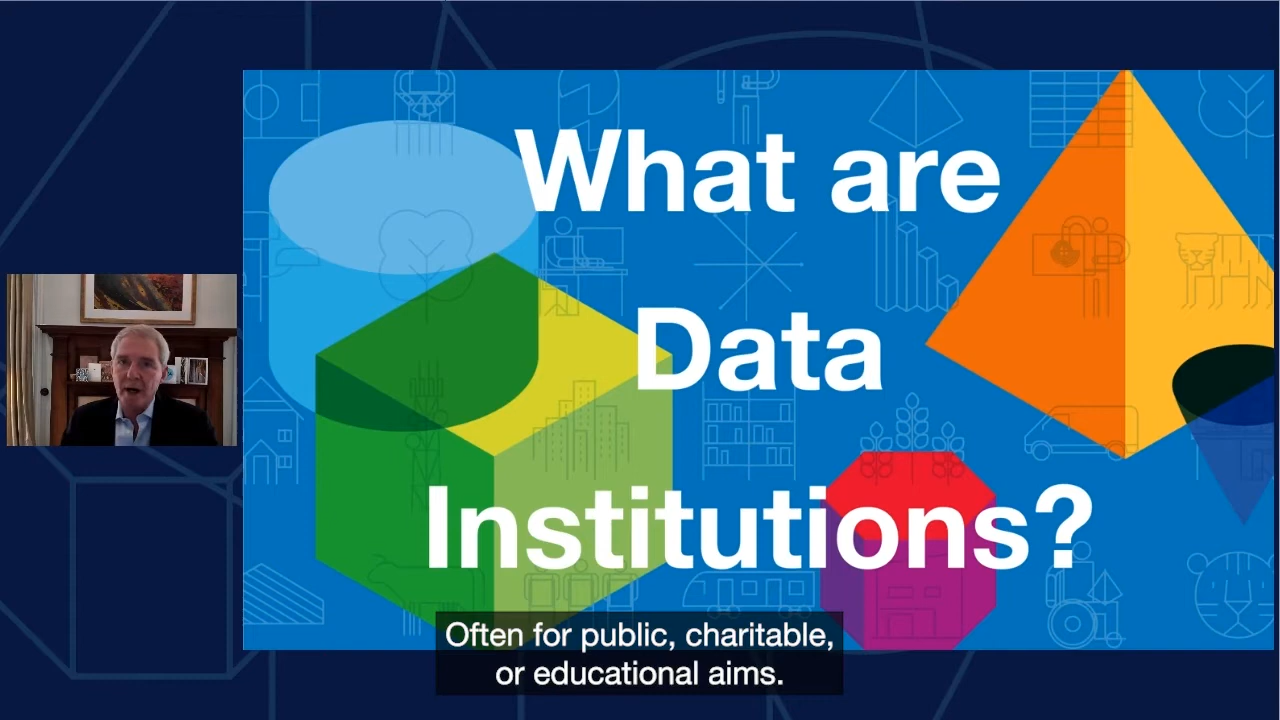 What are
Data
Institutions?
Often for public, charitable,
or educational aims.